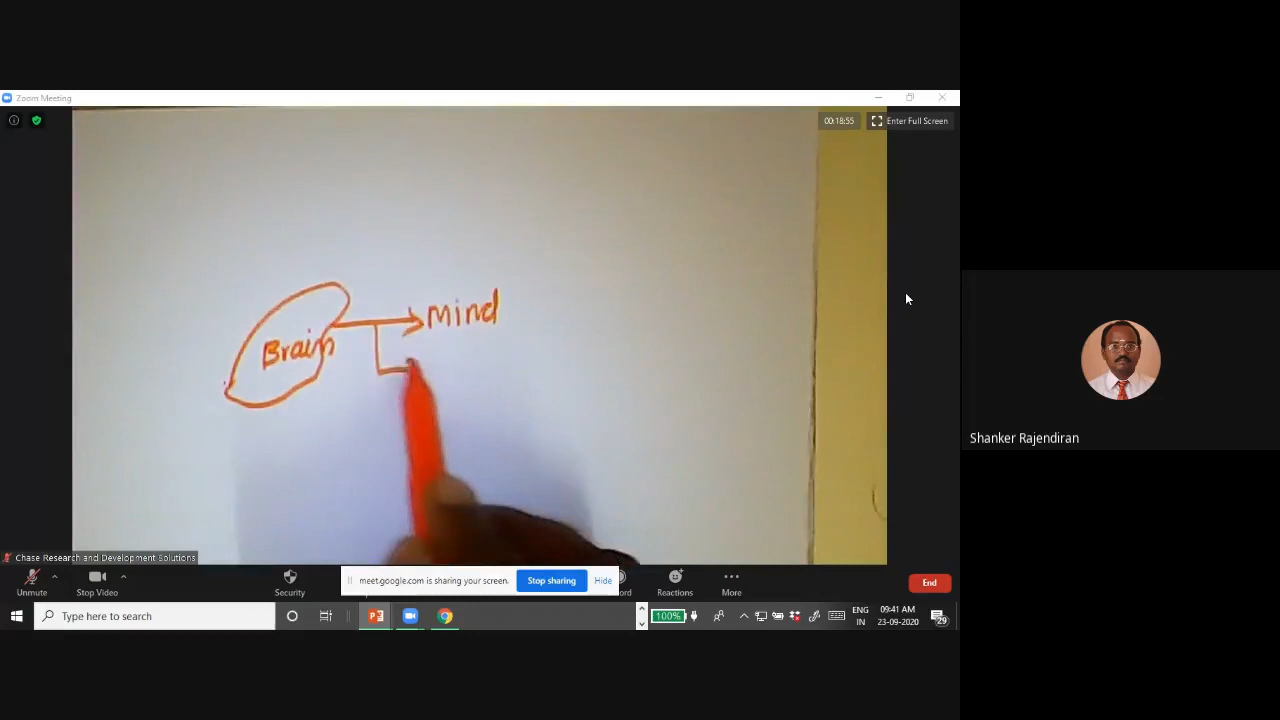 Zoom Meeting
00:18:55
Enter Full Screen
Mind
Brain
Shanker Rajendiran
Chase Research and Development Solutions
Unmute
Stop Video
Security
meet.google.com is sharing your screen.
Stop sharing
Hide
Reactions
More
End
Type here to search
100%
ENG
IN
09:41 AM
23-09-2020
29